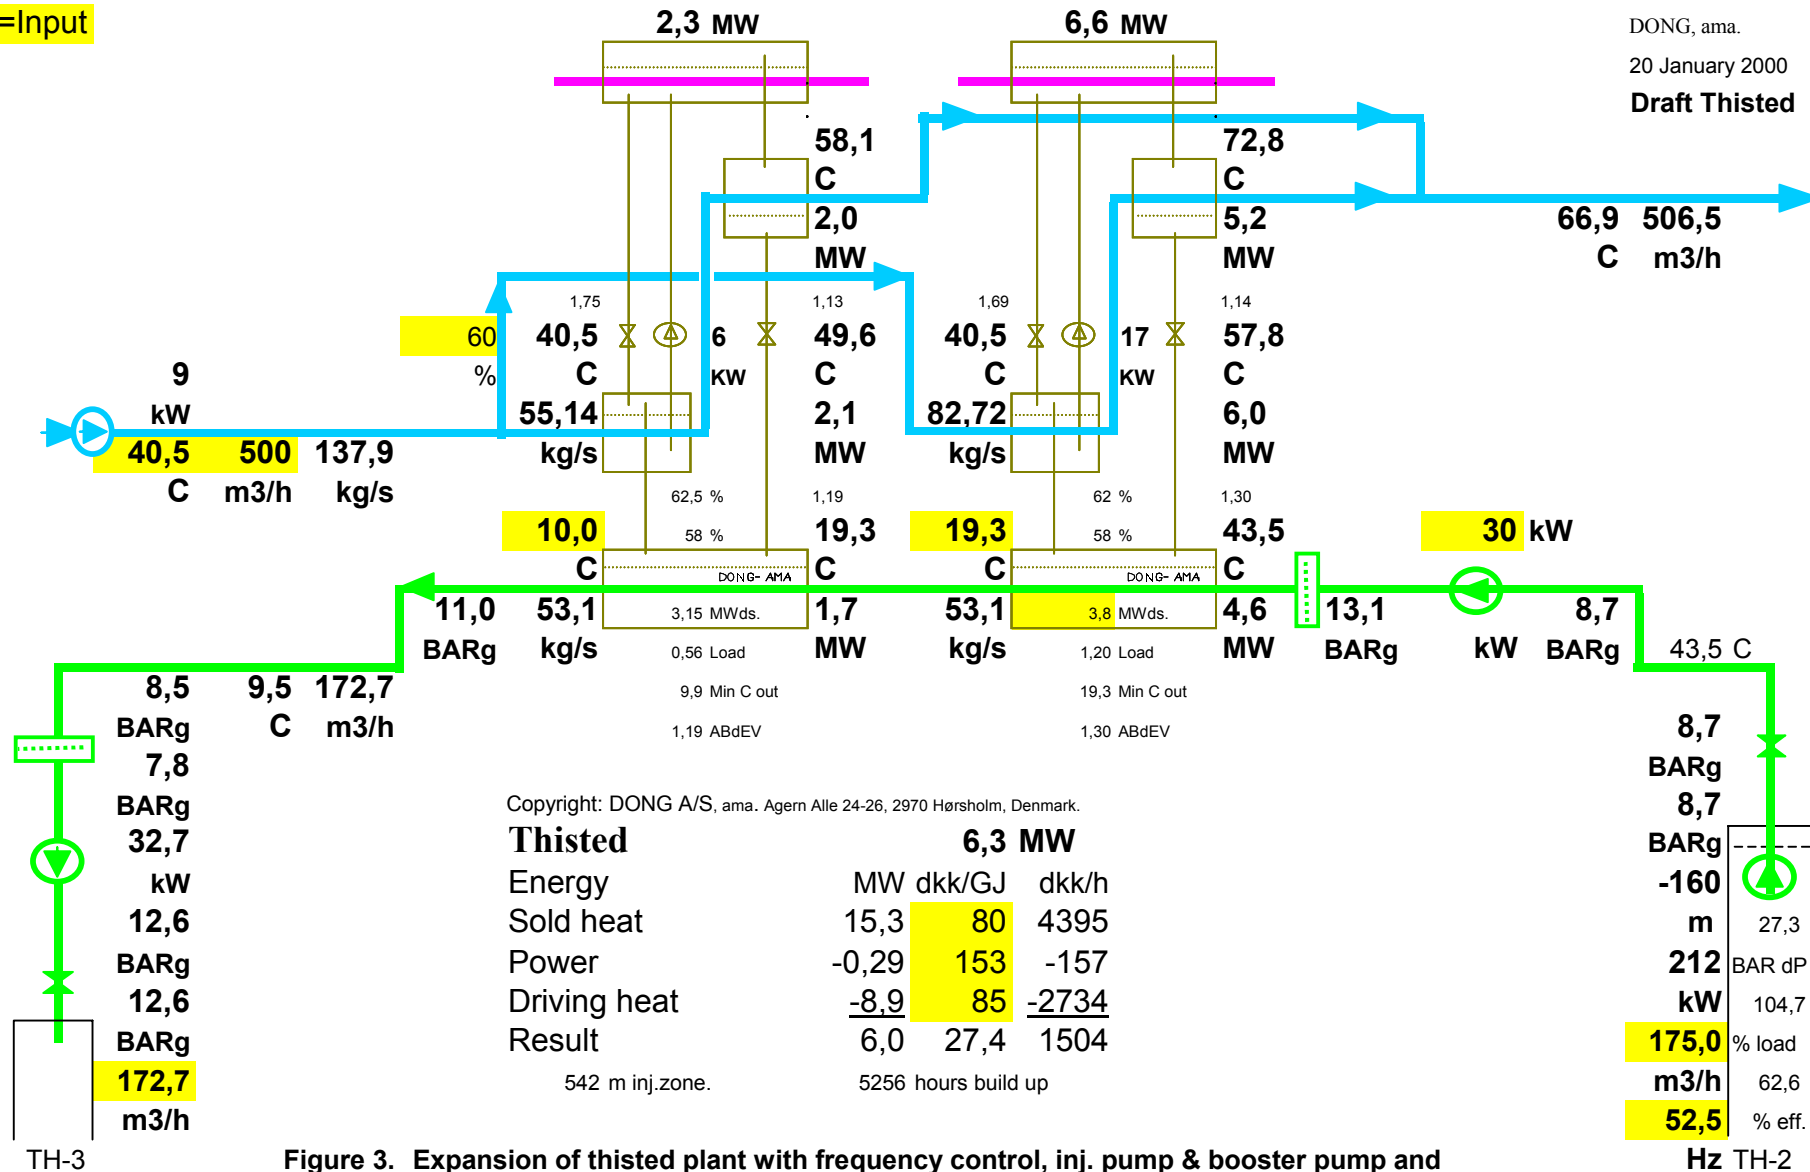 =Input
2,3 MW
6,6 MW
DONG, ama.
20 January 2000
Draft Thisted
58,1
C
2,0
MW
72,8
C
5,2
MW
66,9 506,5
C m3/h
1,75
1,13
1,69
1,14
60
%
40,5
C
6
KW
49,6
C
40,5
C
17
KW
57,8
C
9
kW
55,14
kg/s
2,1
MW
82,72
kg/s
6,0
MW
40,5 500 137,9
C m3/h kg/s
62,5 %
1,19
62 %
1,30
10,0
C
58 %
19,3
C
19,3
C
58 %
43,5
C
30 kW
DONG- AMA
DONG- AMA
11,0
BARg
53,1
kg/s
3,15 MWds.
1,7
MW
53,1
kg/s
3,8 MWds.
4,6
MW
13,1
BARg
kW
8,7
BARg
0,56 Load
1,20 Load
43,5 C
8,5
BARg
9,5
C
172,7
m3/h
9,9 Min C out
19,3 Min C out
1,19 ABdEV
1,30 ABdEV
7,8
BARg
32,7
kW
12,6
BARg
12,6
BARg
172,7
m3/h
TH-3
8,7
BARg
8,7
BARg
-160
m
27,3
212 BAR dP
kW 104,7
175,0 % load
m3/h 62,6
52,5 % eff.
Hz TH-2
Copyright: DONG A/S, ama. Agern Alle 24-26, 2970 Hørsholm, Denmark.
Thisted 6,3 MW
Energy MW dkk/GJ dkk/h
Sold heat 15,3 80 4395
Power -0,29 153 -157
Driving heat -8,9 85 -2734
Result 6,0 27,4 1504
542 m inj.zone. 5256 hours build up
Figure 3. Expansion of thisted plant with frequency control, inj. pump & booster pump and